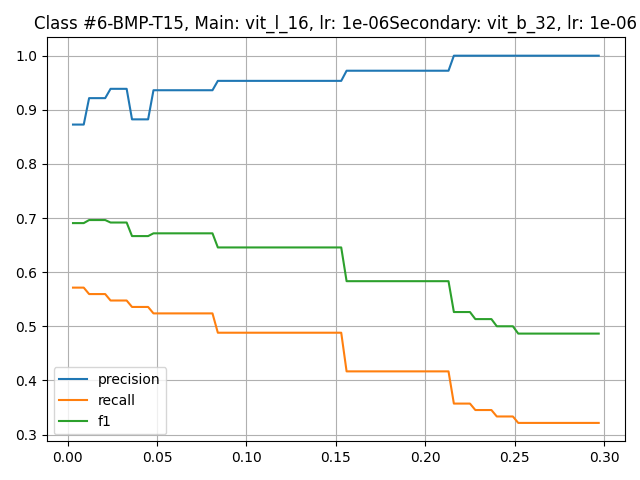 Class #6-BMP-T15, Main: vit_l_16, lr: 1e-06Secondary: vit_b_32, lr: 1e-06
1.0
0.9
0.8
0.7
0.6
0.5
0.4
0.3
precision
recall
f1
0.00 0.05 0.10 0.15 0.20 0.25 0.30